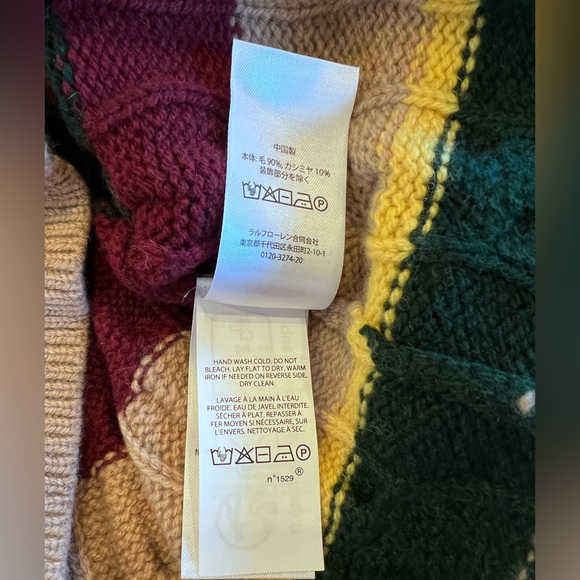 中国製
本体: 毛 90%, カシミヤ 10%
装飾部分を除く
P
ラルフローレン合同会社
東京都千代田区永田町2-10-1
0120-3274-20
HAND WASH COLD. DO NOT
BLEACH. LAY FLAT TO DRY. WARM
IRON IF NEEDED ON REVERSE SIDE.
DRY CLEAN.
LAVAGE À LA MAIN À L'EAU
FROIDE. EAU DE JAVEL INTERDITE.
SÉCHER À PLAT. REPASSER À
FER MOYEN SI NÉCESSAIRE, SUR
L'ENVERS. NETTOYAGE À SEC.
P
®
n°1529